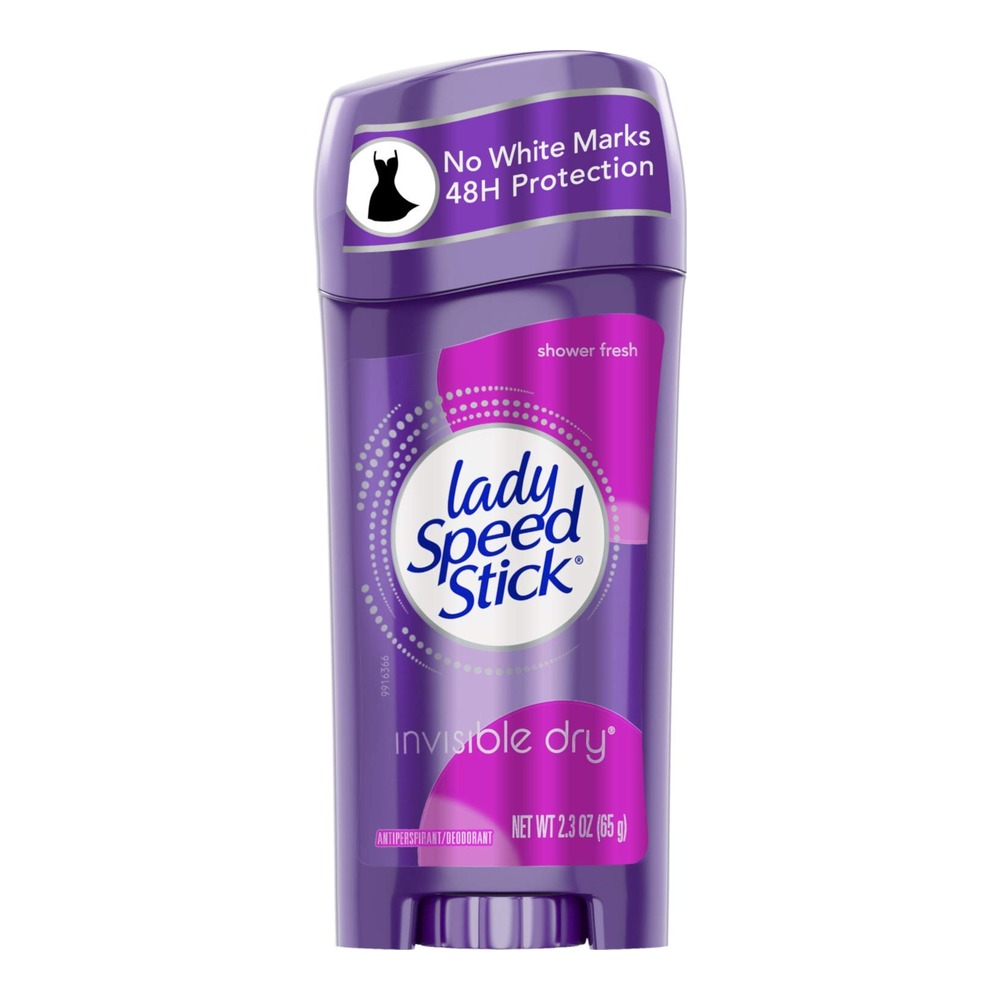 No White Marks
48H Protection
shower fresh
lady
Speed
Stick®
9916366
invisible dry®
ANTIPERSPIRANT/DEODORANT
NET WT 2.3 OZ (65 g)